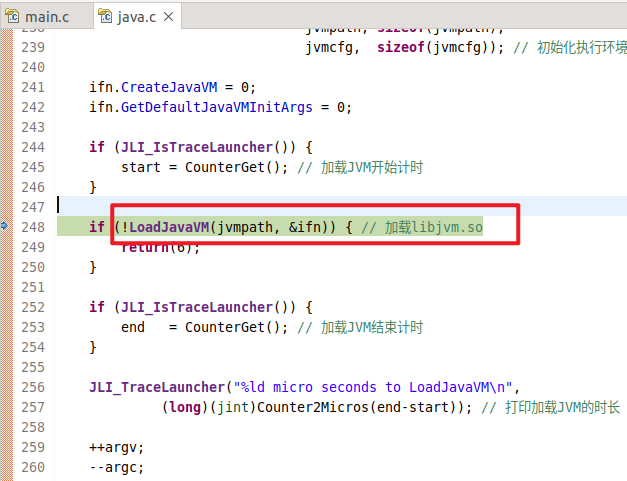 main.c java.c
jvmpath, sizeof(jvmpath),
239 jvmcfg, sizeof(jvmcfg)); // 初始化执行环境
240
241 ifn.CreateJavaVM = 0;
242 ifn.GetDefaultJavaVMInitArgs = 0;
243
244 if (JLI_IsTraceLauncher()) {
245 start = CounterGet(); // 加载JVM开始计时
246 }
247
248 if (!LoadJavaVM(jvmpath, &ifn)) { // 加载libjvm.so
249 return(6);
250 }
251
252 if (JLI_IsTraceLauncher()) {
253 end   = CounterGet(); // 加载JVM结束计时
254 }
255
256 JLI_TraceLauncher("%ld micro seconds to LoadJavaVM\n",
257 (long)(jint)Counter2Micros(end-start)); // 打印加载JVM的时长
258
259 ++argv;
260 --argc;